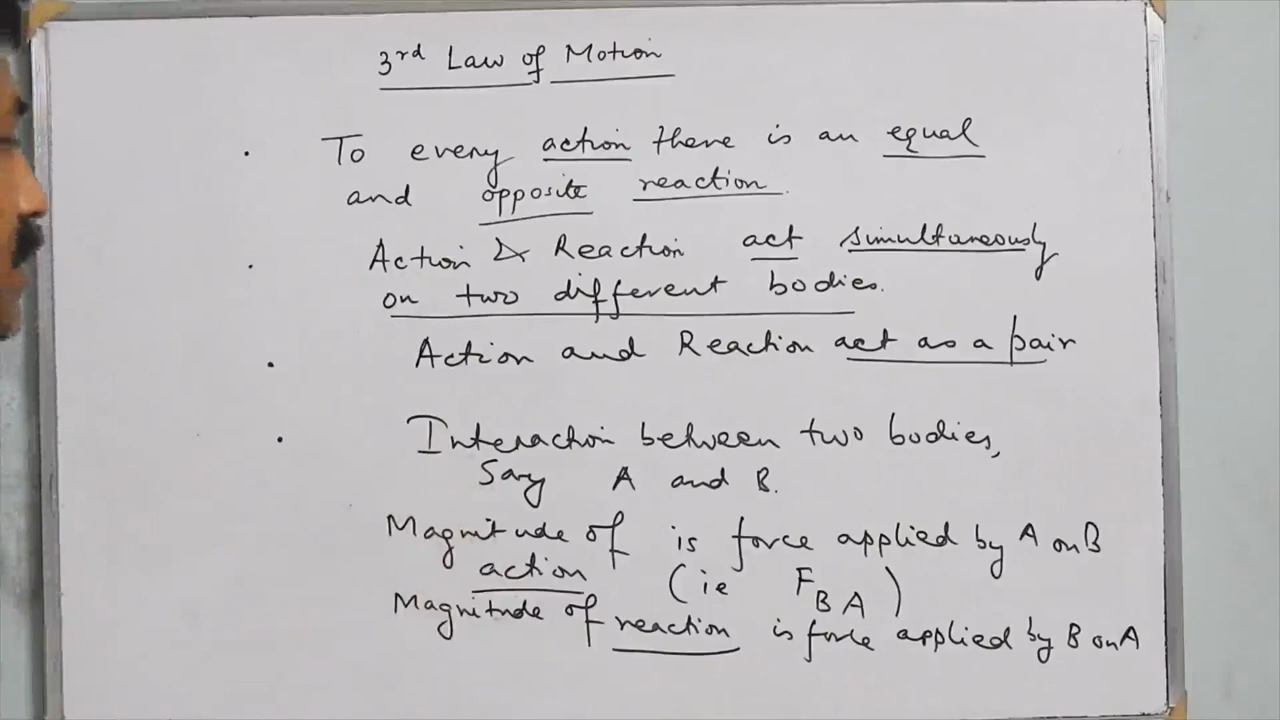 3rd Law of Motion
· To every action there is an equal
and opposite reaction.
· Action & Reaction act simultaneously
on two different bodies.
· Action and Reaction act as a pair
· Interaction between two bodies,
Say A and B.
Magnitude of is force applied by A on B
action (ie F_BA)
Magnitude of reaction is force applied by B on A